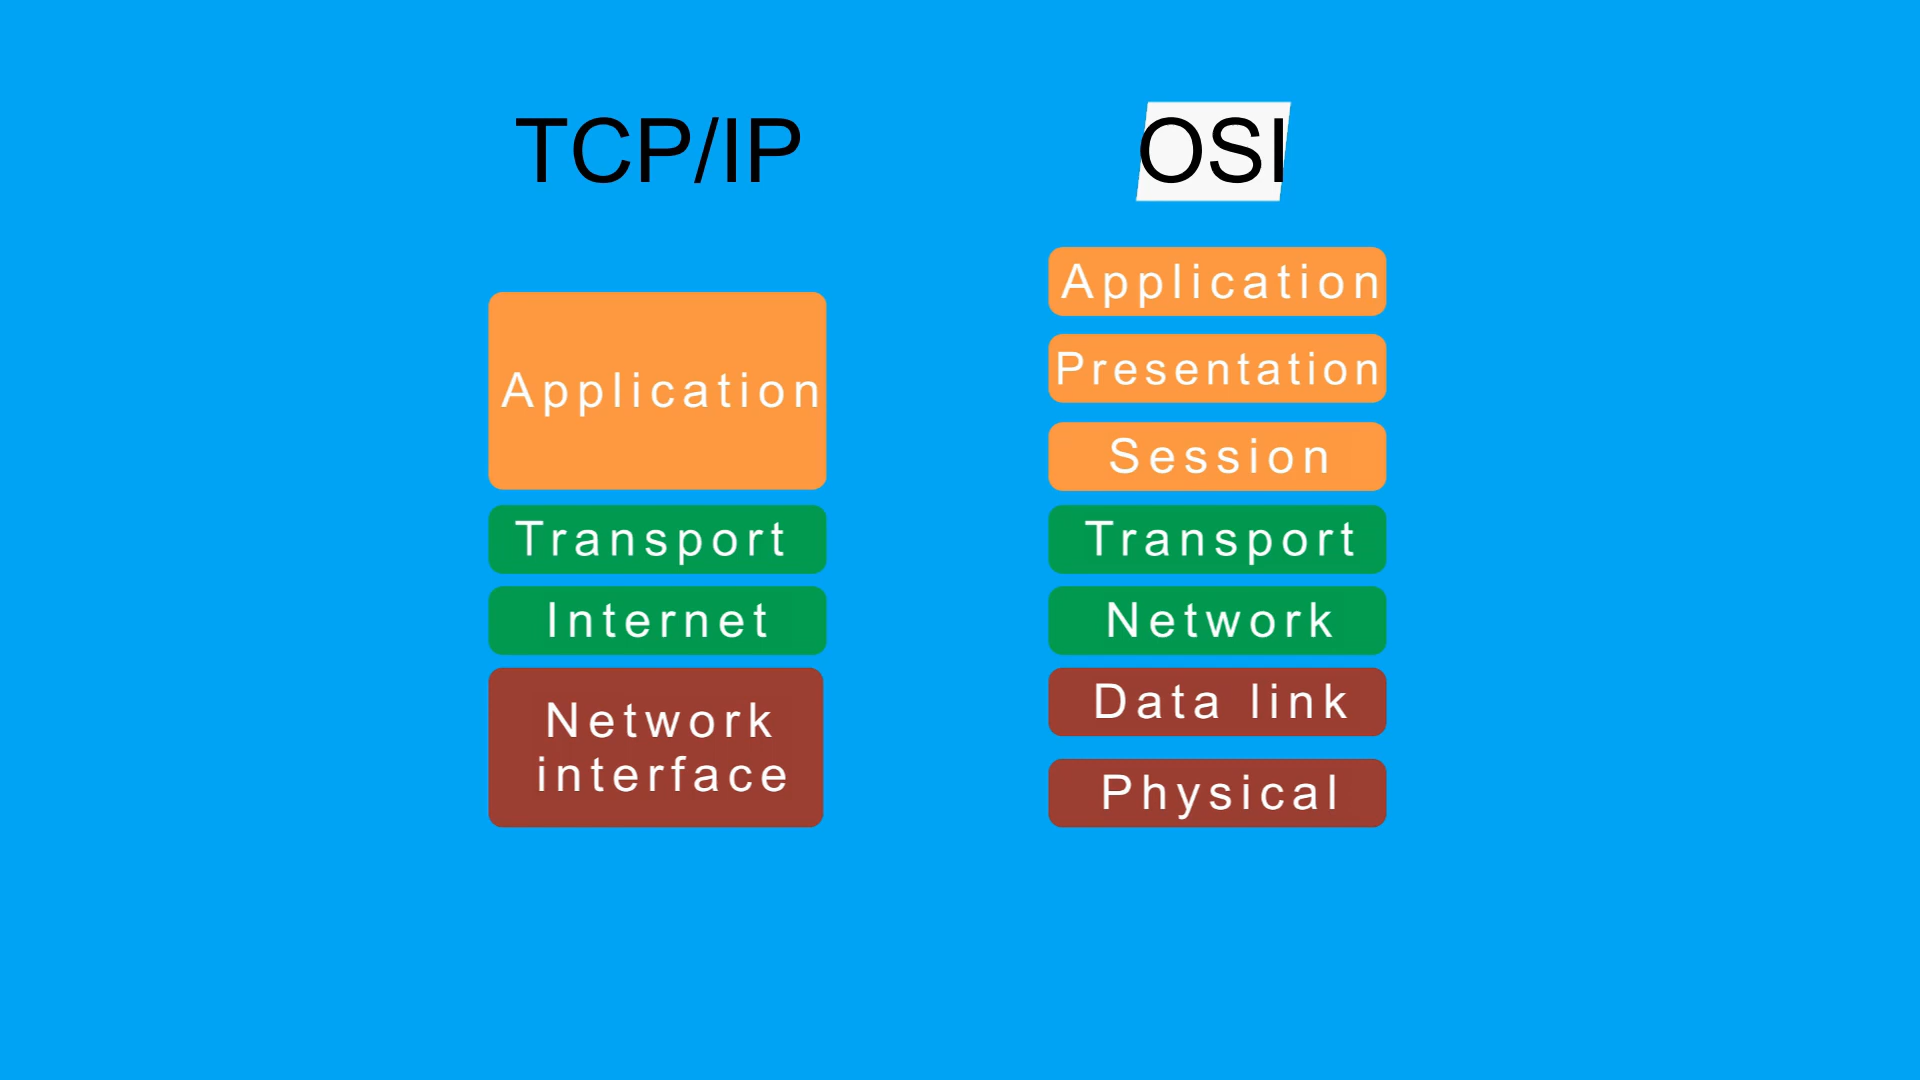 TCP/IP
Application
Transport
Internet
Network
interface
OSI
Application
Presentation
Session
Transport
Network
Data link
Physical